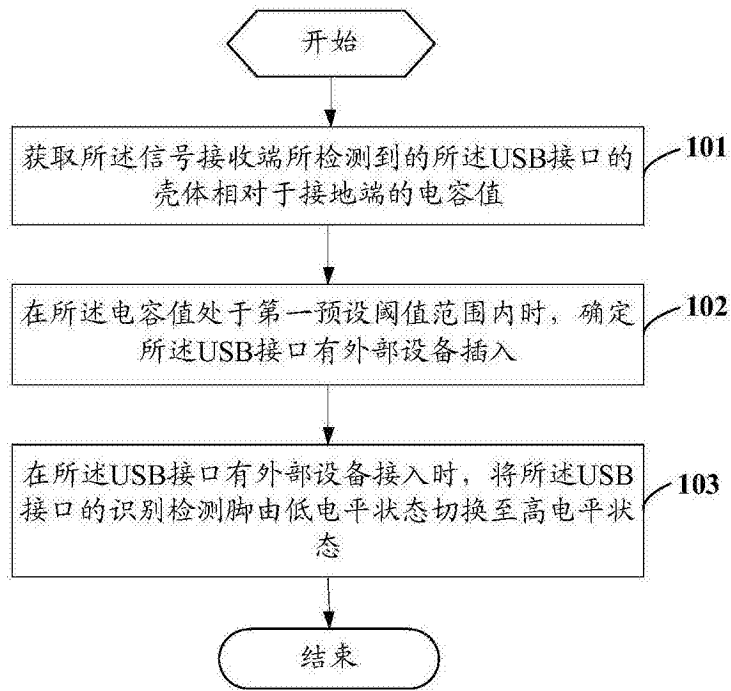 开始
获取所述信号接收端所检测到的所述USB接口的
壳体相对于接地端的电容值
101
在所述电容值处于第一预设阈值范围内时，确定
所述USB接口有外部设备插入
102
在所述USB接口有外部设备接入时，将所述USB
接口的识别检测脚由低电平状态切换至高电平状
态
103
结束